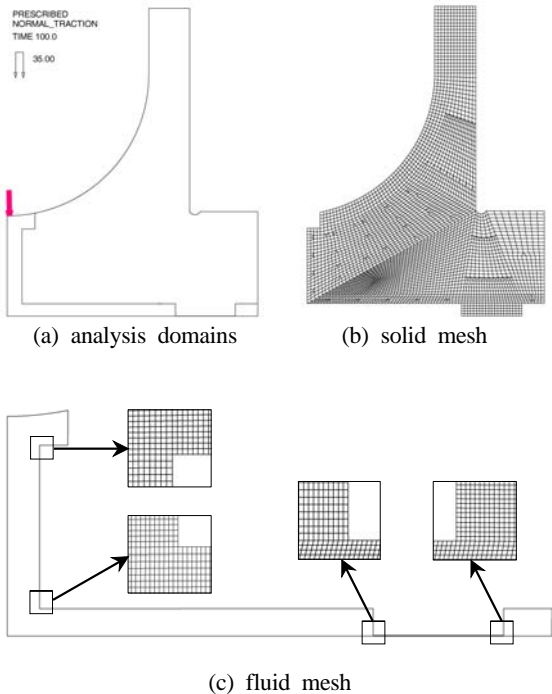 PRESCRIBED
NORMAL_TRACTION
TIME 100.0
35.00
(a) analysis domains
(b) solid mesh
(c) fluid mesh